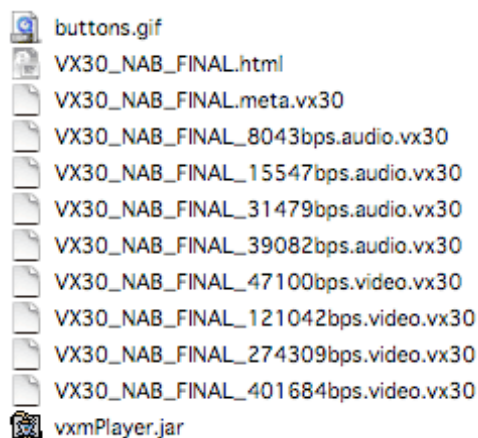 buttons.gif
VX30_NAB_FINAL.html
VX30_NAB_FINAL.meta.vx30
VX30_NAB_FINAL_8043bps.audio.vx30
VX30_NAB_FINAL_15547bps.audio.vx30
VX30_NAB_FINAL_31479bps.audio.vx30
VX30_NAB_FINAL_39082bps.audio.vx30
VX30_NAB_FINAL_47100bps.video.vx30
VX30_NAB_FINAL_121042bps.video.vx30
VX30_NAB_FINAL_274309bps.video.vx30
VX30_NAB_FINAL_401684bps.video.vx30
vxmPlayer.jar